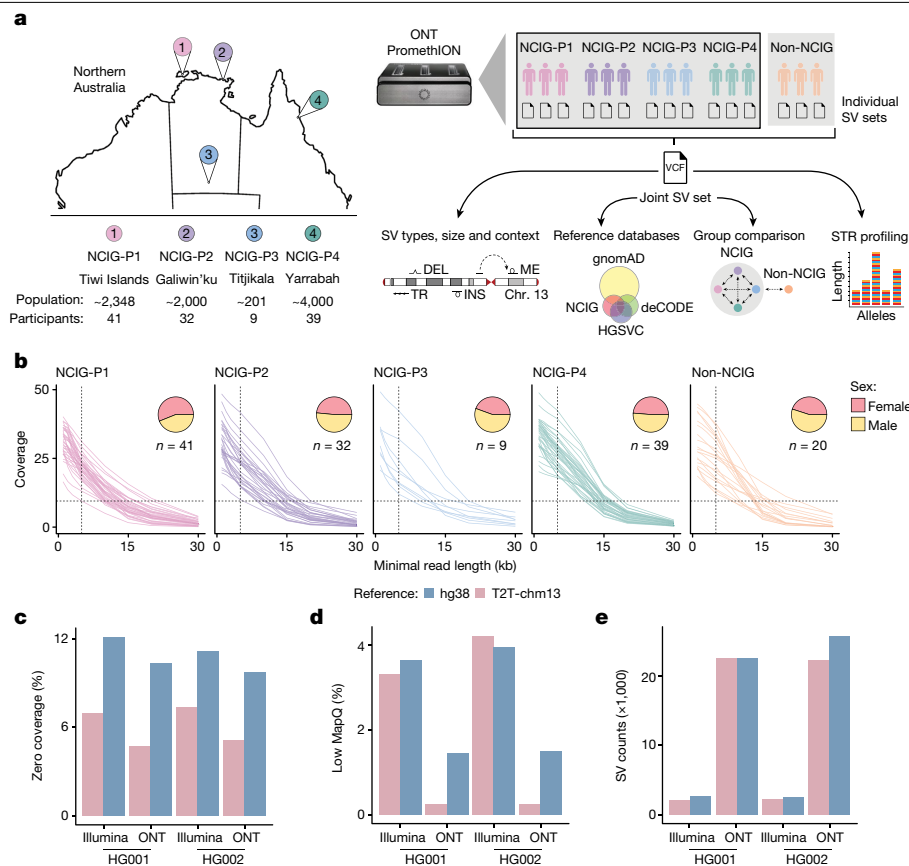 a
1
2
3
4
Northern
Australia
1 2 3 4
NCIG-P1 NCIG-P2 NCIG-P3 NCIG-P4
Tiwi Islands Galiwin'ku Titjikala Yarrabah
Population: ~2,348 ~2,000 ~201 ~4,000
Participants: 41 32 9 39
ONT
PromethION
NCIG-P1 NCIG-P2 NCIG-P3 NCIG-P4 Non-NCIG
Individual
SV sets
VCF
Joint SV set
SV types, size and context
DEL ME
TR INS Chr. 13
Reference databases
gnomAD
NCIG deCODE
HGSVC
Group comparison
NCIG
Non-NCIG
STR profiling
Length
Alleles
b
NCIG-P1 NCIG-P2 NCIG-P3 NCIG-P4 Non-NCIG
Sex:
Female
Male
n = 41 n = 32 n = 9 n = 39 n = 20
Coverage
50
25
0
0 15 30 0 15 30 0 15 30 0 15 30 0 15 30
Minimal read length (kb)
Reference: hg38 T2T-chm13
c
Zero coverage (%)
12
6
0
Illumina ONT Illumina ONT
HG001 HG002
d
Low MapQ (%)
4
2
0
Illumina ONT Illumina ONT
HG001 HG002
e
SV counts (×1,000)
20
10
0
Illumina ONT Illumina ONT
HG001 HG002